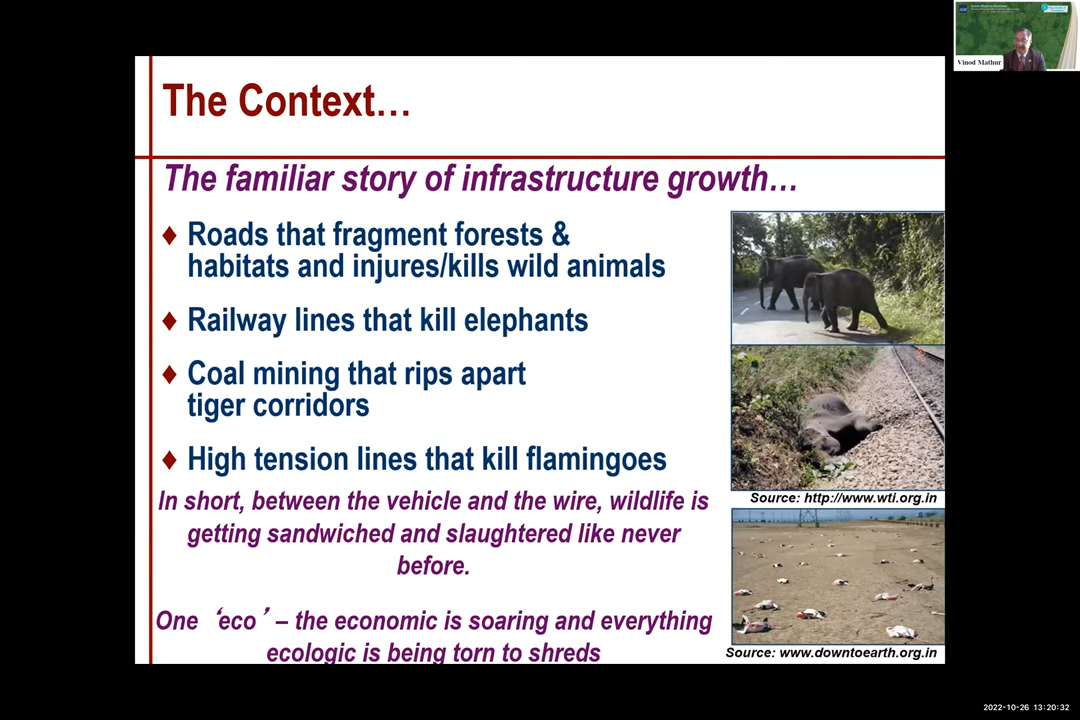 Vinod Mathur
The Context…
The familiar story of infrastructure growth…
♦ Roads that fragment forests &
habitats and injures/kills wild animals
♦ Railway lines that kill elephants
♦ Coal mining that rips apart
tiger corridors
♦ High tension lines that kill flamingoes
In short, between the vehicle and the wire, wildlife is
getting sandwiched and slaughtered like never
before.
One ‘eco’ – the economic is soaring and everything
ecologic is being torn to shreds
Source: http://www.wti.org.in
Source: www.downtoearth.org.in
2022-10-26 13:20:32